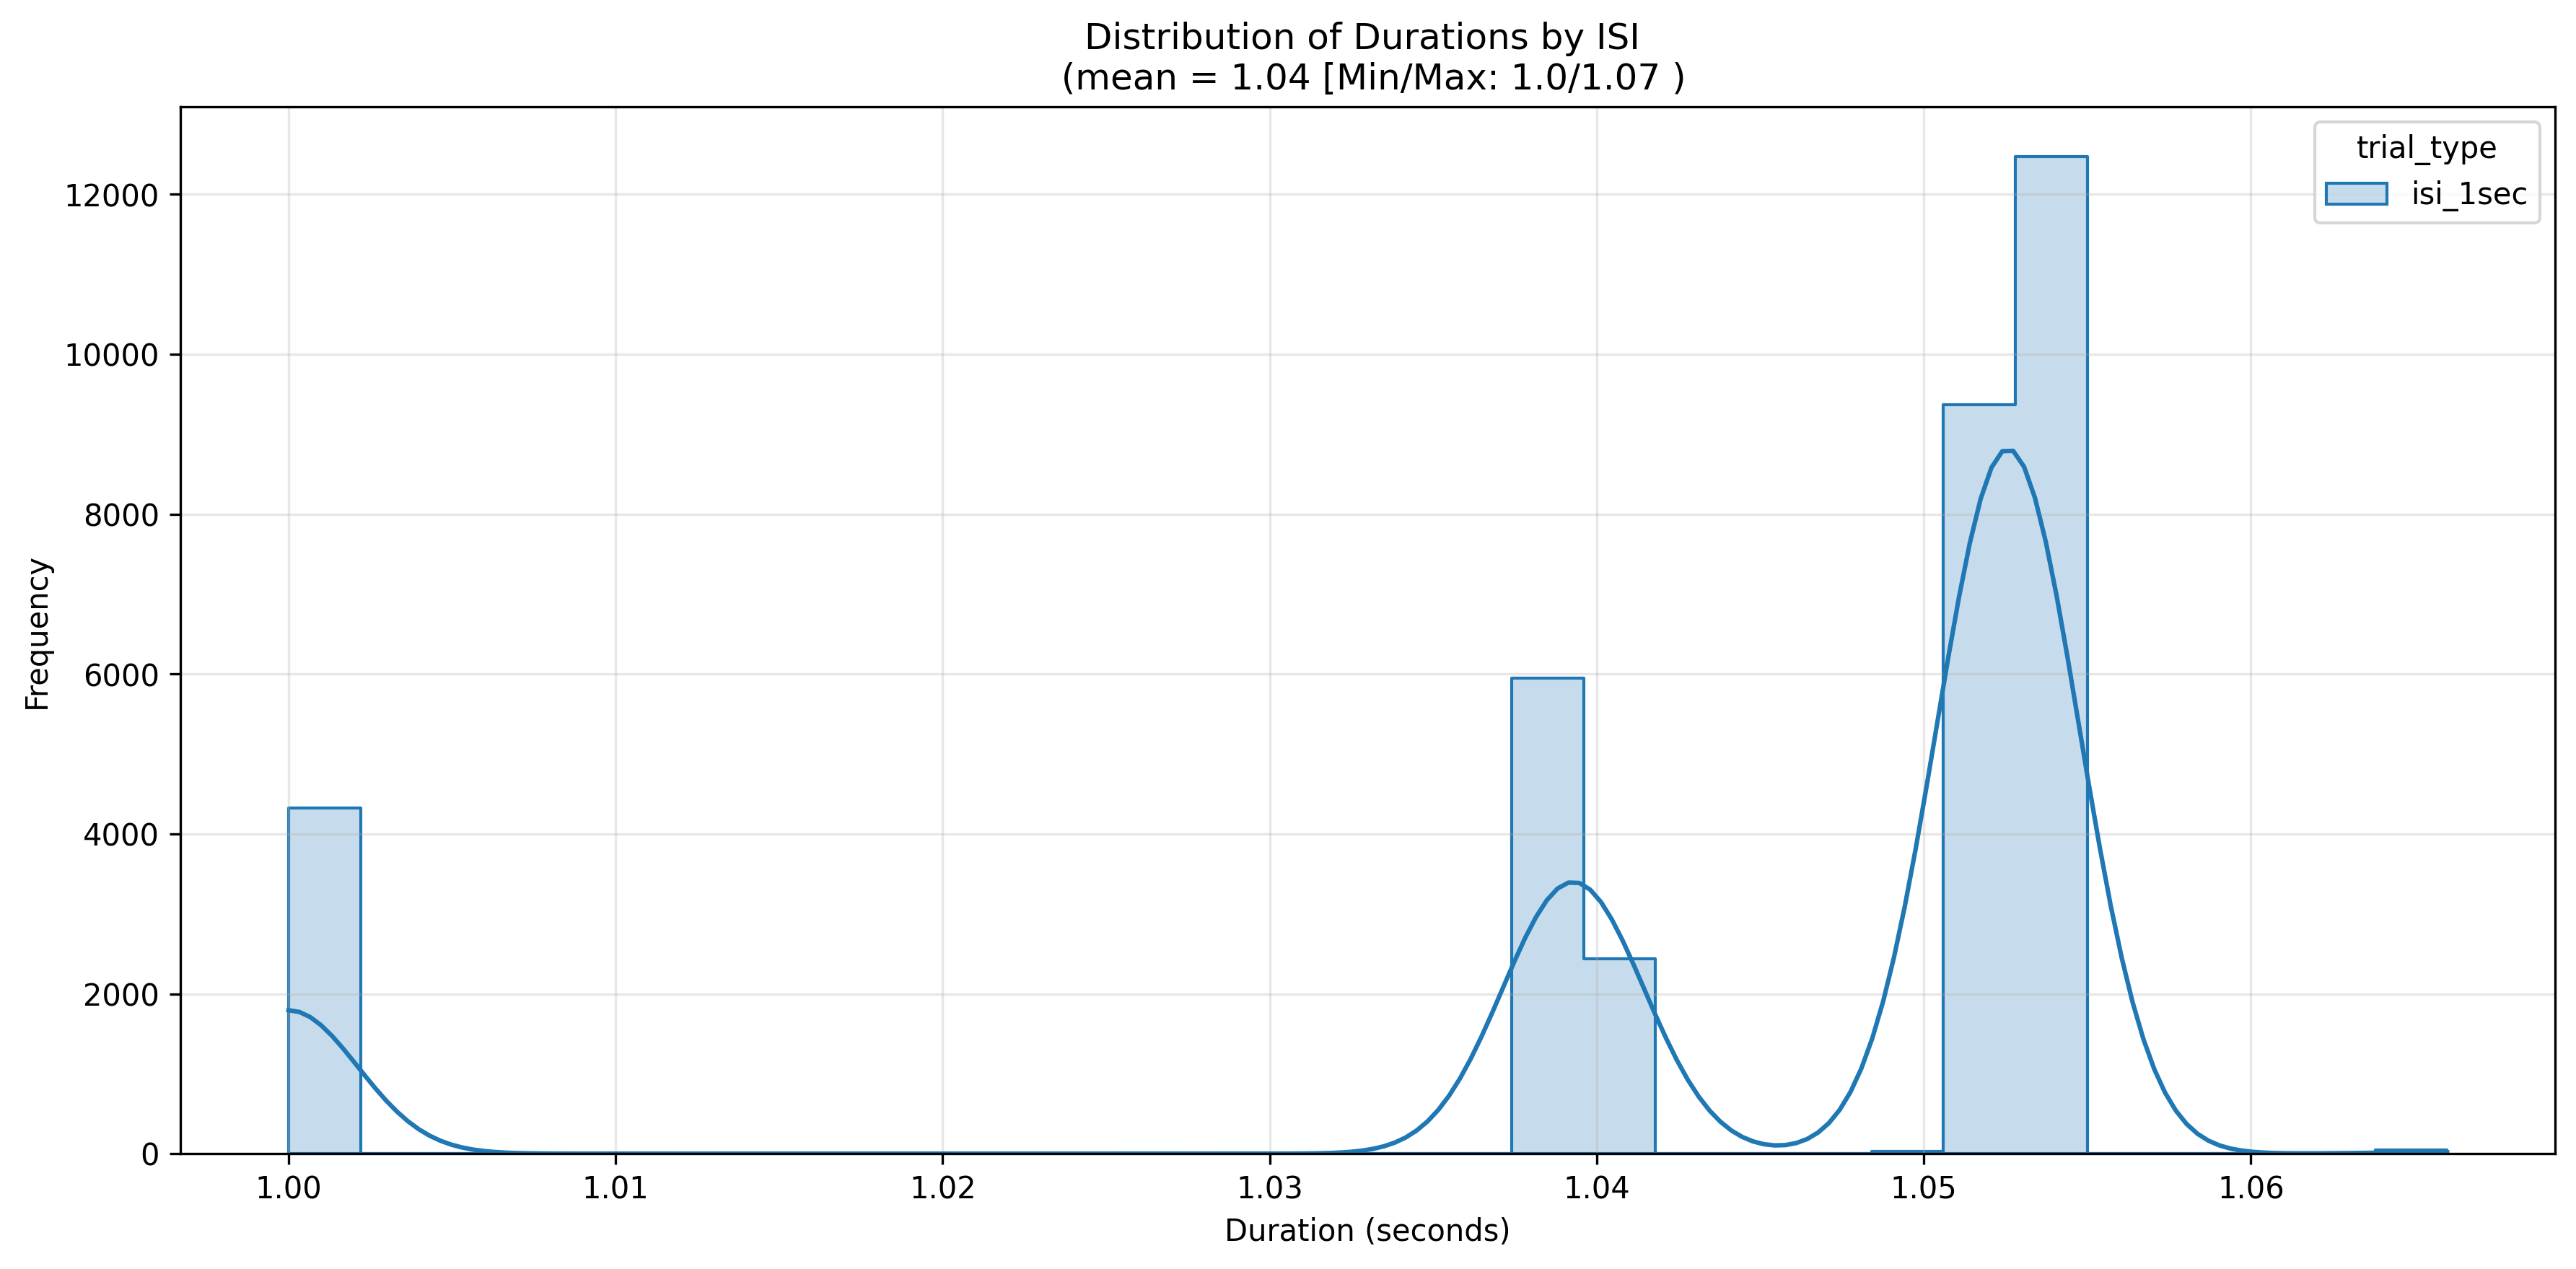 Distribution of Durations by ISI
(mean = 1.04 [Min/Max: 1.0/1.07 )
trial_type
isi_1sec
12000
10000
8000
6000
4000
2000
0
Frequency
1.00 1.01 1.02 1.03 1.04 1.05 1.06
Duration (seconds)